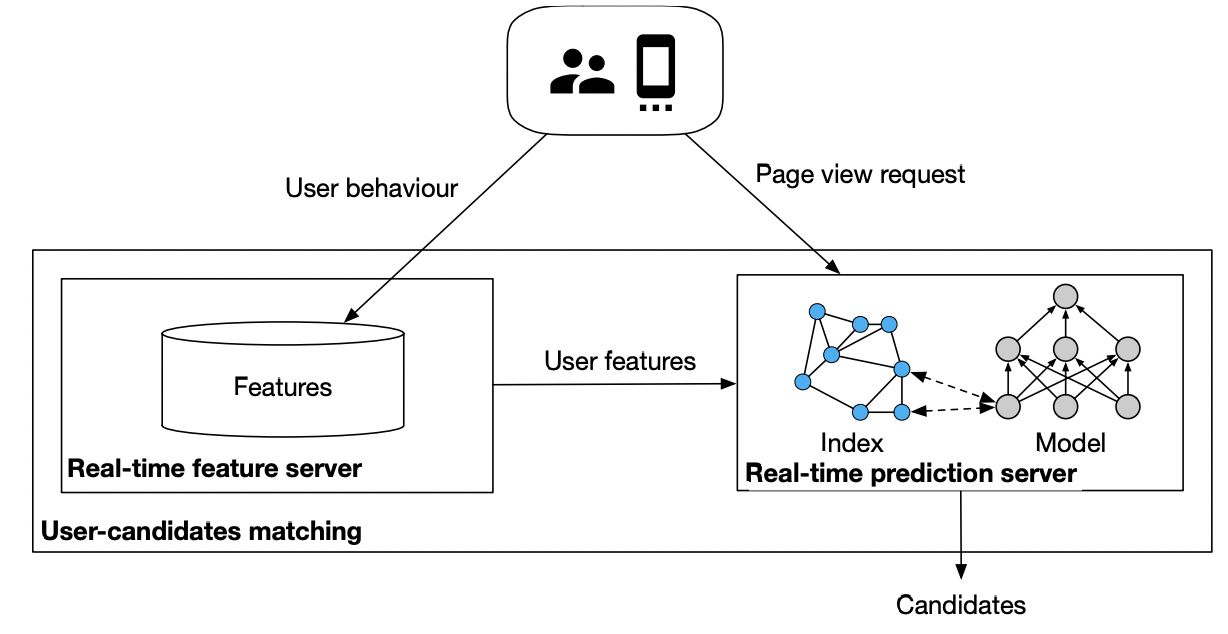 User behaviour
Page view request
Features
User features
Index
Model
Real-time feature server
Real-time prediction server
User-candidates matching
Candidates